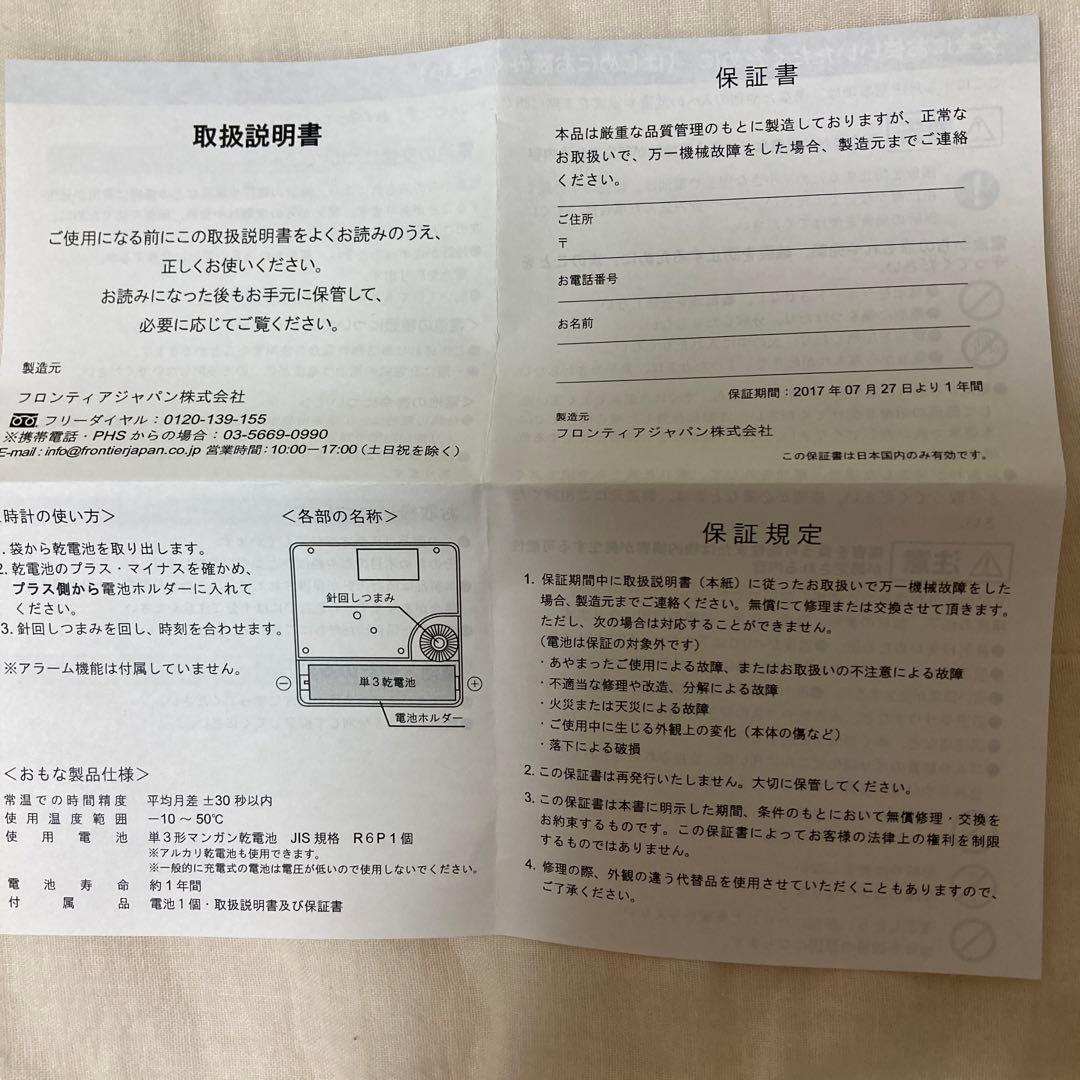 取扱説明書
ご使用になる前にこの取扱説明書をよくお読みのうえ、
正しくお使いください。
お読みになった後もお手元に保管して、
必要に応じてご覧ください。
製造元
フロンティアジャパン株式会社
フリーダイヤル：0120-139-155
※携帯電話・PHSからの場合：03-5669-0990
E-mail：info@frontierjapan.co.jp 営業時間：10:00－17:00（土日祝を除く）
保証書
本品は厳重な品質管理のもとに製造しておりますが、正常な
お取扱いで、万一機械故障をした場合、製造元までご連絡
ください。
ご住所
〒
お電話番号
お名前
保証期間：2017年07月27日より1年間
製造元
フロンティアジャパン株式会社
この保証書は日本国内のみ有効です。
時計の使い方＞
1. 袋から乾電池を取り出します。
2. 乾電池のプラス・マイナスを確かめ、
プラス側から電池ホルダーに入れて
ください。
3. 針回しつまみを回し、時刻を合わせます。
※アラーム機能は付属していません。
＜各部の名称＞
針回しつまみ
単3乾電池
⊖
⊕
電池ホルダー
＜おもな製品仕様＞
常温での時間精度 平均月差±30秒以内
使用温度範囲 －10～50℃
使用電池 単3形マンガン乾電池 JIS規格 R6P1個
※アルカリ乾電池も使用できます。
※一般的に充電式の電池は電圧が低いので使用しないでください。
電池寿命 約1年間
付属品 電池1個・取扱説明書及び保証書
保証規定
1. 保証期間中に取扱説明書（本紙）に従ったお取扱いで万一機械故障をした
場合、製造元までご連絡ください。無償にて修理または交換させて頂きます。
ただし、次の場合は対応することができません。
（電池は保証の対象外です）
・あやまったご使用による故障、またはお取扱いの不注意による故障
・不適当な修理や改造、分解による故障
・火災または天災による故障
・ご使用中に生じる外観上の変化（本体の傷など）
・落下による破損
2. この保証書は再発行いたしません。大切に保管してください。
3. この保証書は本書に明示した期間、条件のもとにおいて無償修理・交換を
お約束するものです。この保証書によってお客様の法律上の権利を制限
するものではありません。
4. 修理の際、外観の違う代替品を使用させていただくこともありますので、
ご了承ください。